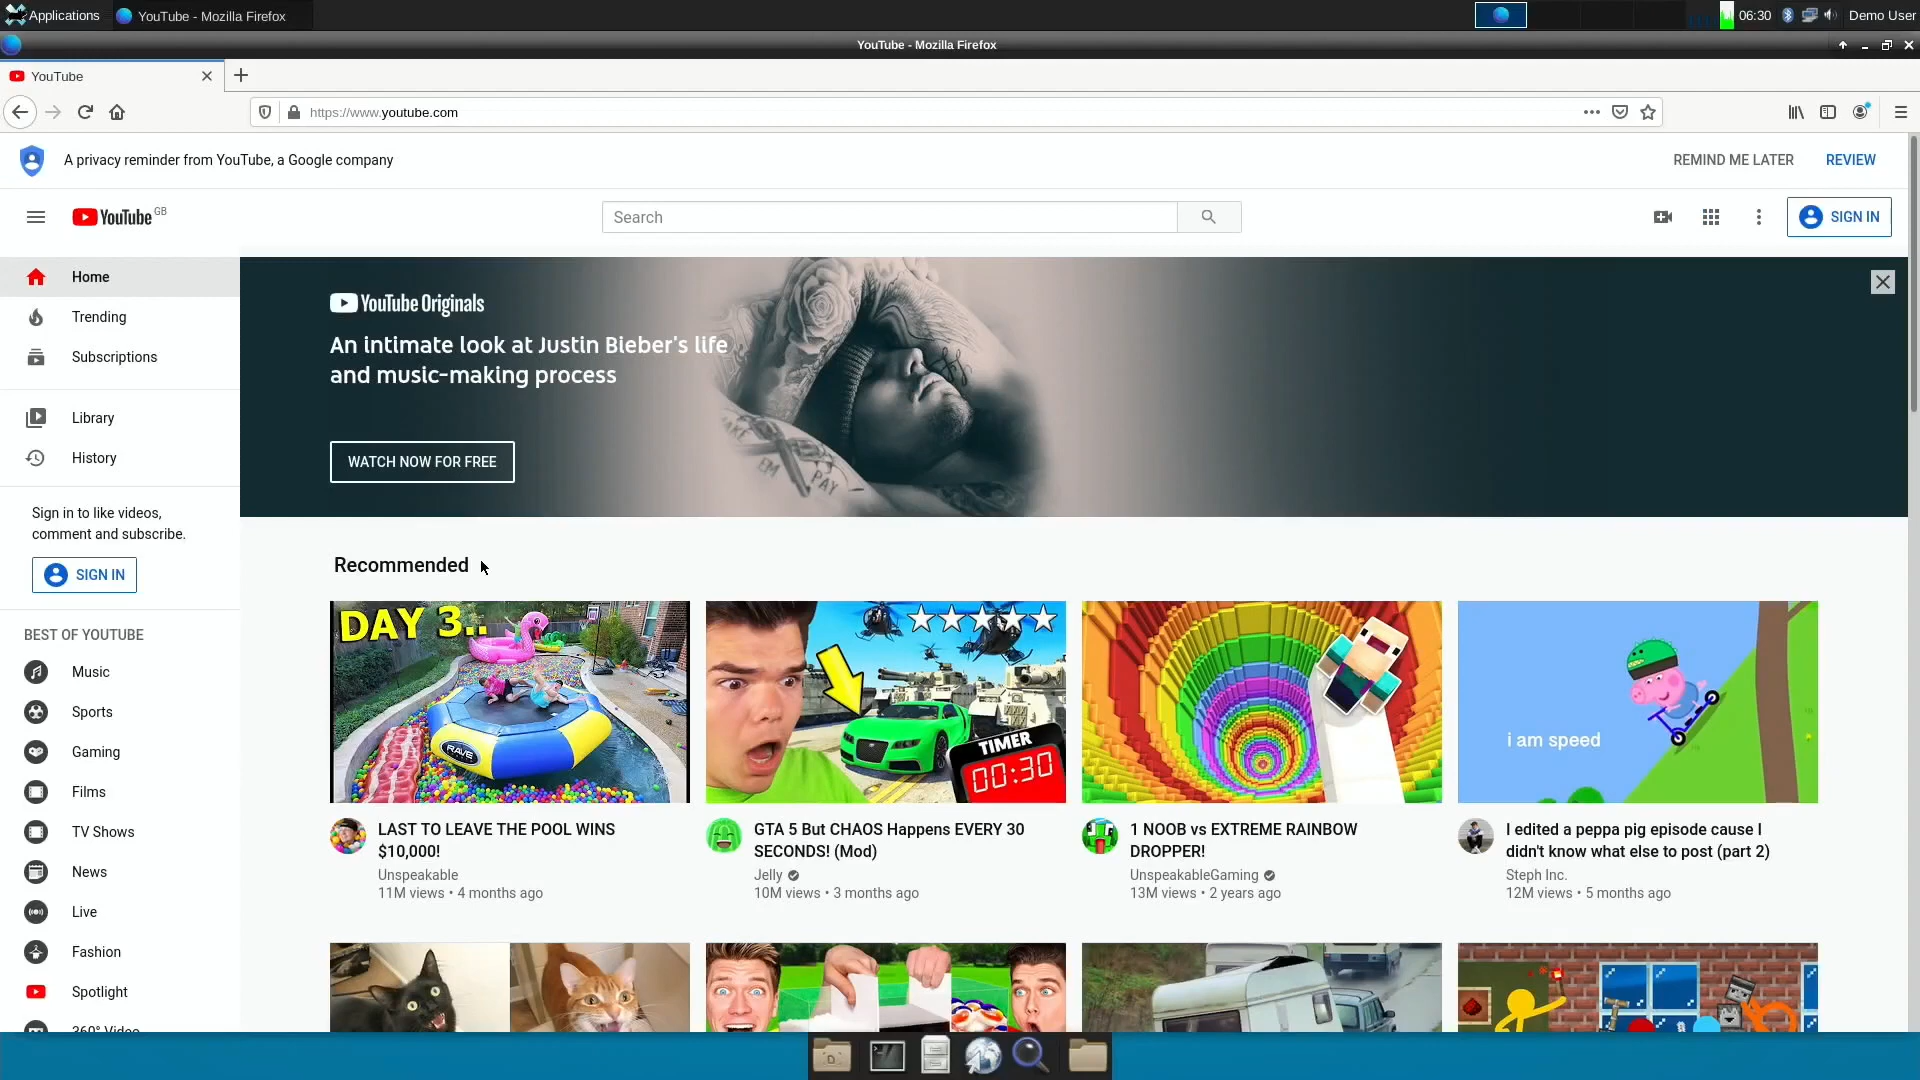 Applications
YouTube - Mozilla Firefox
06:30
Demo User
YouTube - Mozilla Firefox
YouTube
https://www.youtube.com
A privacy reminder from YouTube, a Google company
REMIND ME LATER
REVIEW
YouTube GB
Search
SIGN IN
Home
Trending
Subscriptions
Library
History
Sign in to like videos,
comment and subscribe.
SIGN IN
BEST OF YOUTUBE
Music
Sports
Gaming
Films
TV Shows
News
Live
Fashion
Spotlight
360° Video
YouTube Originals
An intimate look at Justin Bieber's life
and music-making process
WATCH NOW FOR FREE
EM
PAY
Recommended
DAY 3..
RAVE
LAST TO LEAVE THE POOL WINS
$10,000!
Unspeakable
11M views • 4 months ago
TIMER
00:30
GTA 5 But CHAOS Happens EVERY 30
SECONDS! (Mod)
Jelly
10M views • 3 months ago
1 NOOB vs EXTREME RAINBOW
DROPPER!
UnspeakableGaming
13M views • 2 years ago
i am speed
I edited a peppa pig episode cause I
didn't know what else to post (part 2)
Steph Inc.
12M views • 5 months ago